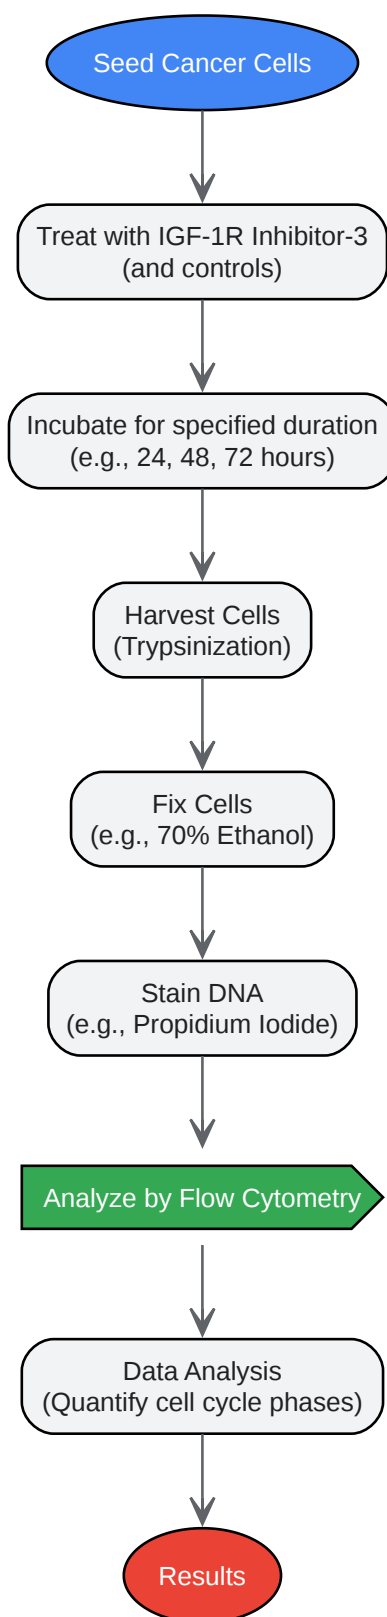 Seed Cancer Cells
Treat with IGF-1R Inhibitor-3
(and controls)
Incubate for specified duration
(e.g., 24, 48, 72 hours)
Harvest Cells
(Trypsinization)
Fix Cells
(e.g., 70% Ethanol)
Stain DNA
(e.g., Propidium Iodide)
Analyze by Flow Cytometry
Data Analysis
(Quantify cell cycle phases)
Results